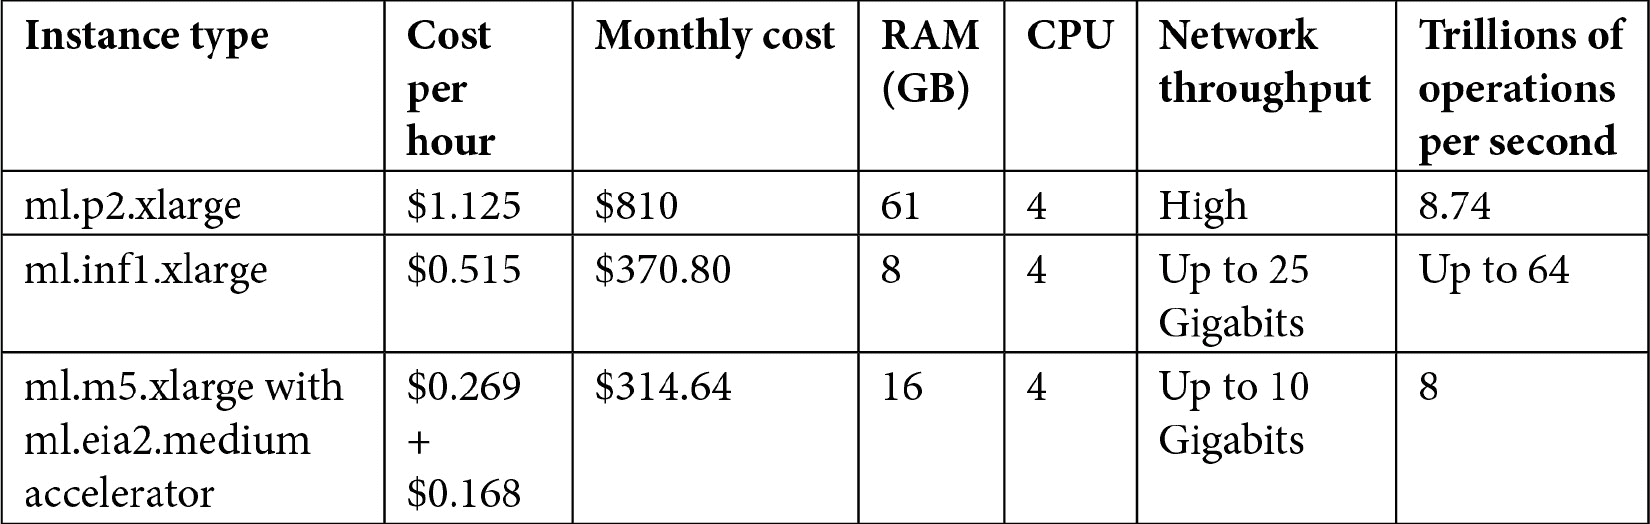 Instance type Cost per hour Monthly cost RAM (GB) CPU Network throughput Trillions of operations per second
ml.p2.xlarge $1.125 $810 61 4 High 8.74
ml.inf1.xlarge $0.515 $370.80 8 4 Up to 25 Gigabits Up to 64
ml.m5.xlarge with ml.eia2.medium accelerator $0.269 + $0.168 $314.64 16 4 Up to 10 Gigabits 8